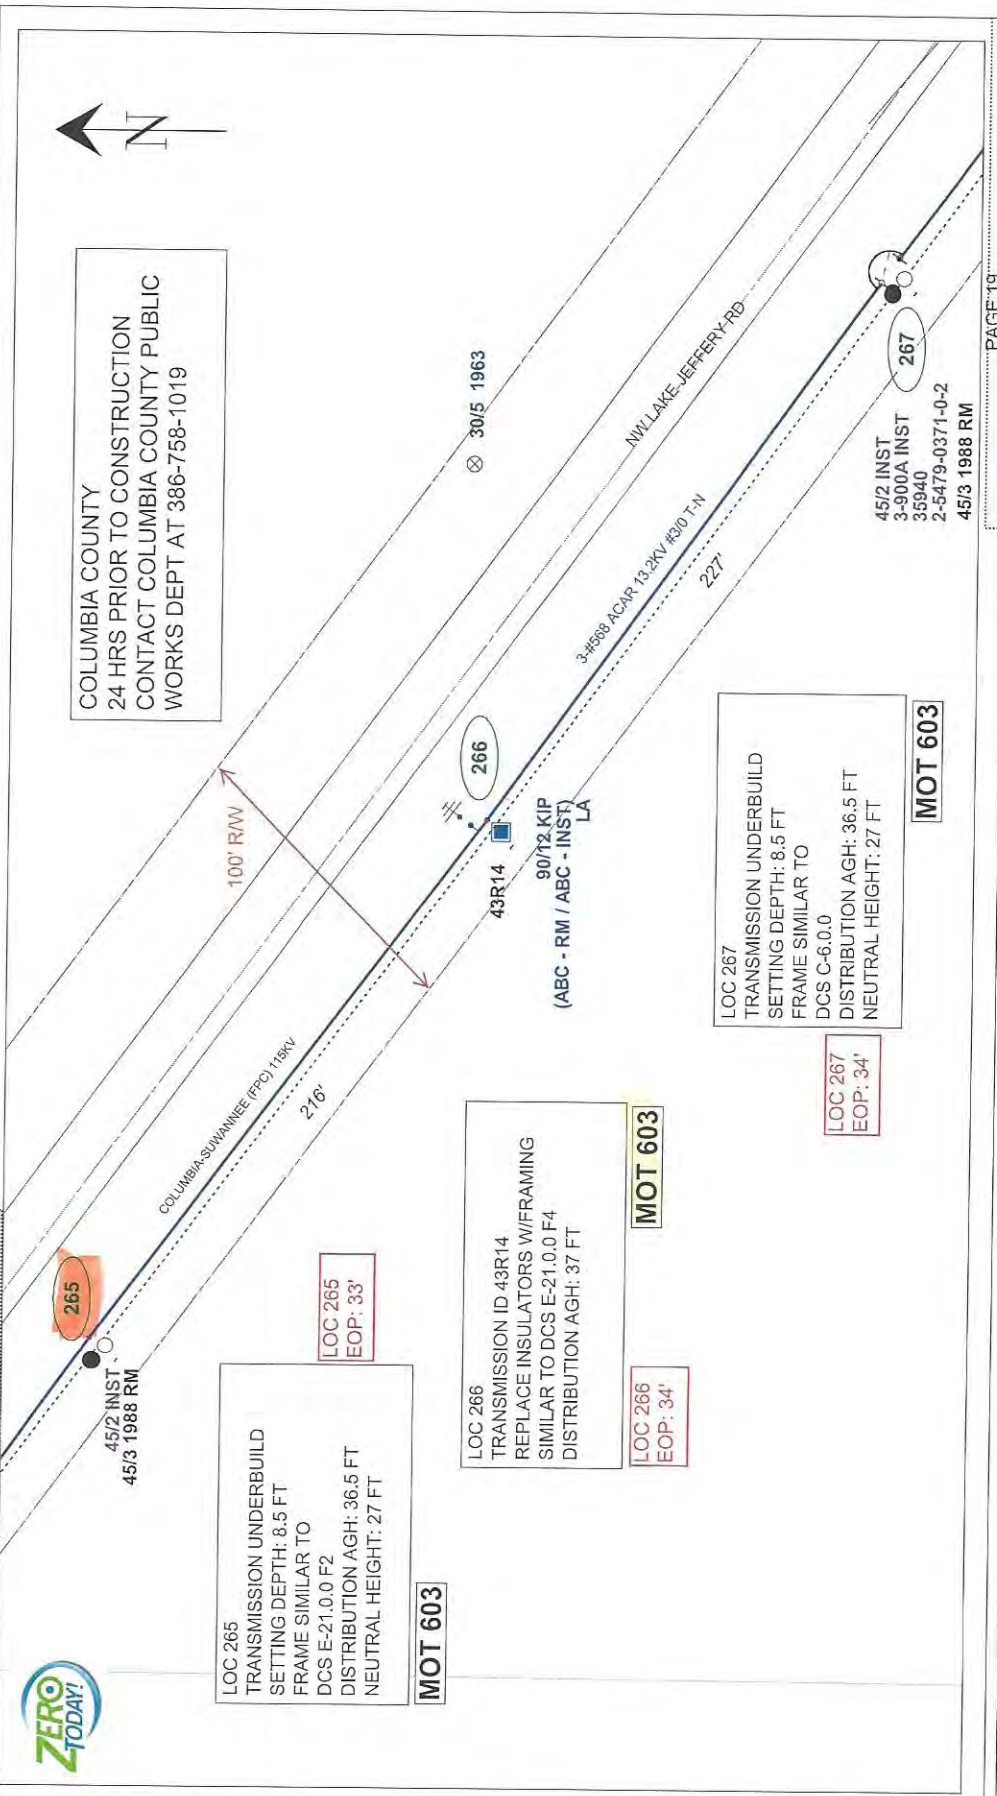 ZERO
TODAY!
COLUMBIA COUNTY
24 HRS PRIOR TO CONSTRUCTION
CONTACT COLUMBIA COUNTY PUBLIC
WORKS DEPT AT 386-758-1019
N
265
45/2 INST
45/3 1988 RM
COLUMBIA-SUWANNEE (FPC) 115KV
216'
100' R/W
266
43R14
90/12 KIP
(ABC - RM / ABC - INST)
LA
30/5 1963
NW LAKE JEFFERY RD
3-#568 ACAR 13.2KV #3/0 T-N
227'
267
45/2 INST
3-900A INST
35940
2-5479-0371-0-2
45/3 1988 RM
LOC 265
TRANSMISSION UNDERBUILD
SETTING DEPTH: 8.5 FT
FRAME SIMILAR TO
DCS E-21.0.0 F2
DISTRIBUTION AGH: 36.5 FT
NEUTRAL HEIGHT: 27 FT
MOT 603
LOC 265
EOP: 33'
LOC 266
TRANSMISSION ID 43R14
REPLACE INSULATORS W/FRAMING
SIMILAR TO DCS E-21.0.0 F4
DISTRIBUTION AGH: 37 FT
LOC 266
EOP: 34'
MOT 603
LOC 267
TRANSMISSION UNDERBUILD
SETTING DEPTH: 8.5 FT
FRAME SIMILAR TO
DCS C-6.0.0
DISTRIBUTION AGH: 36.5 FT
NEUTRAL HEIGHT: 27 FT
LOC 267
EOP: 34'
MOT 603
PAGE 19